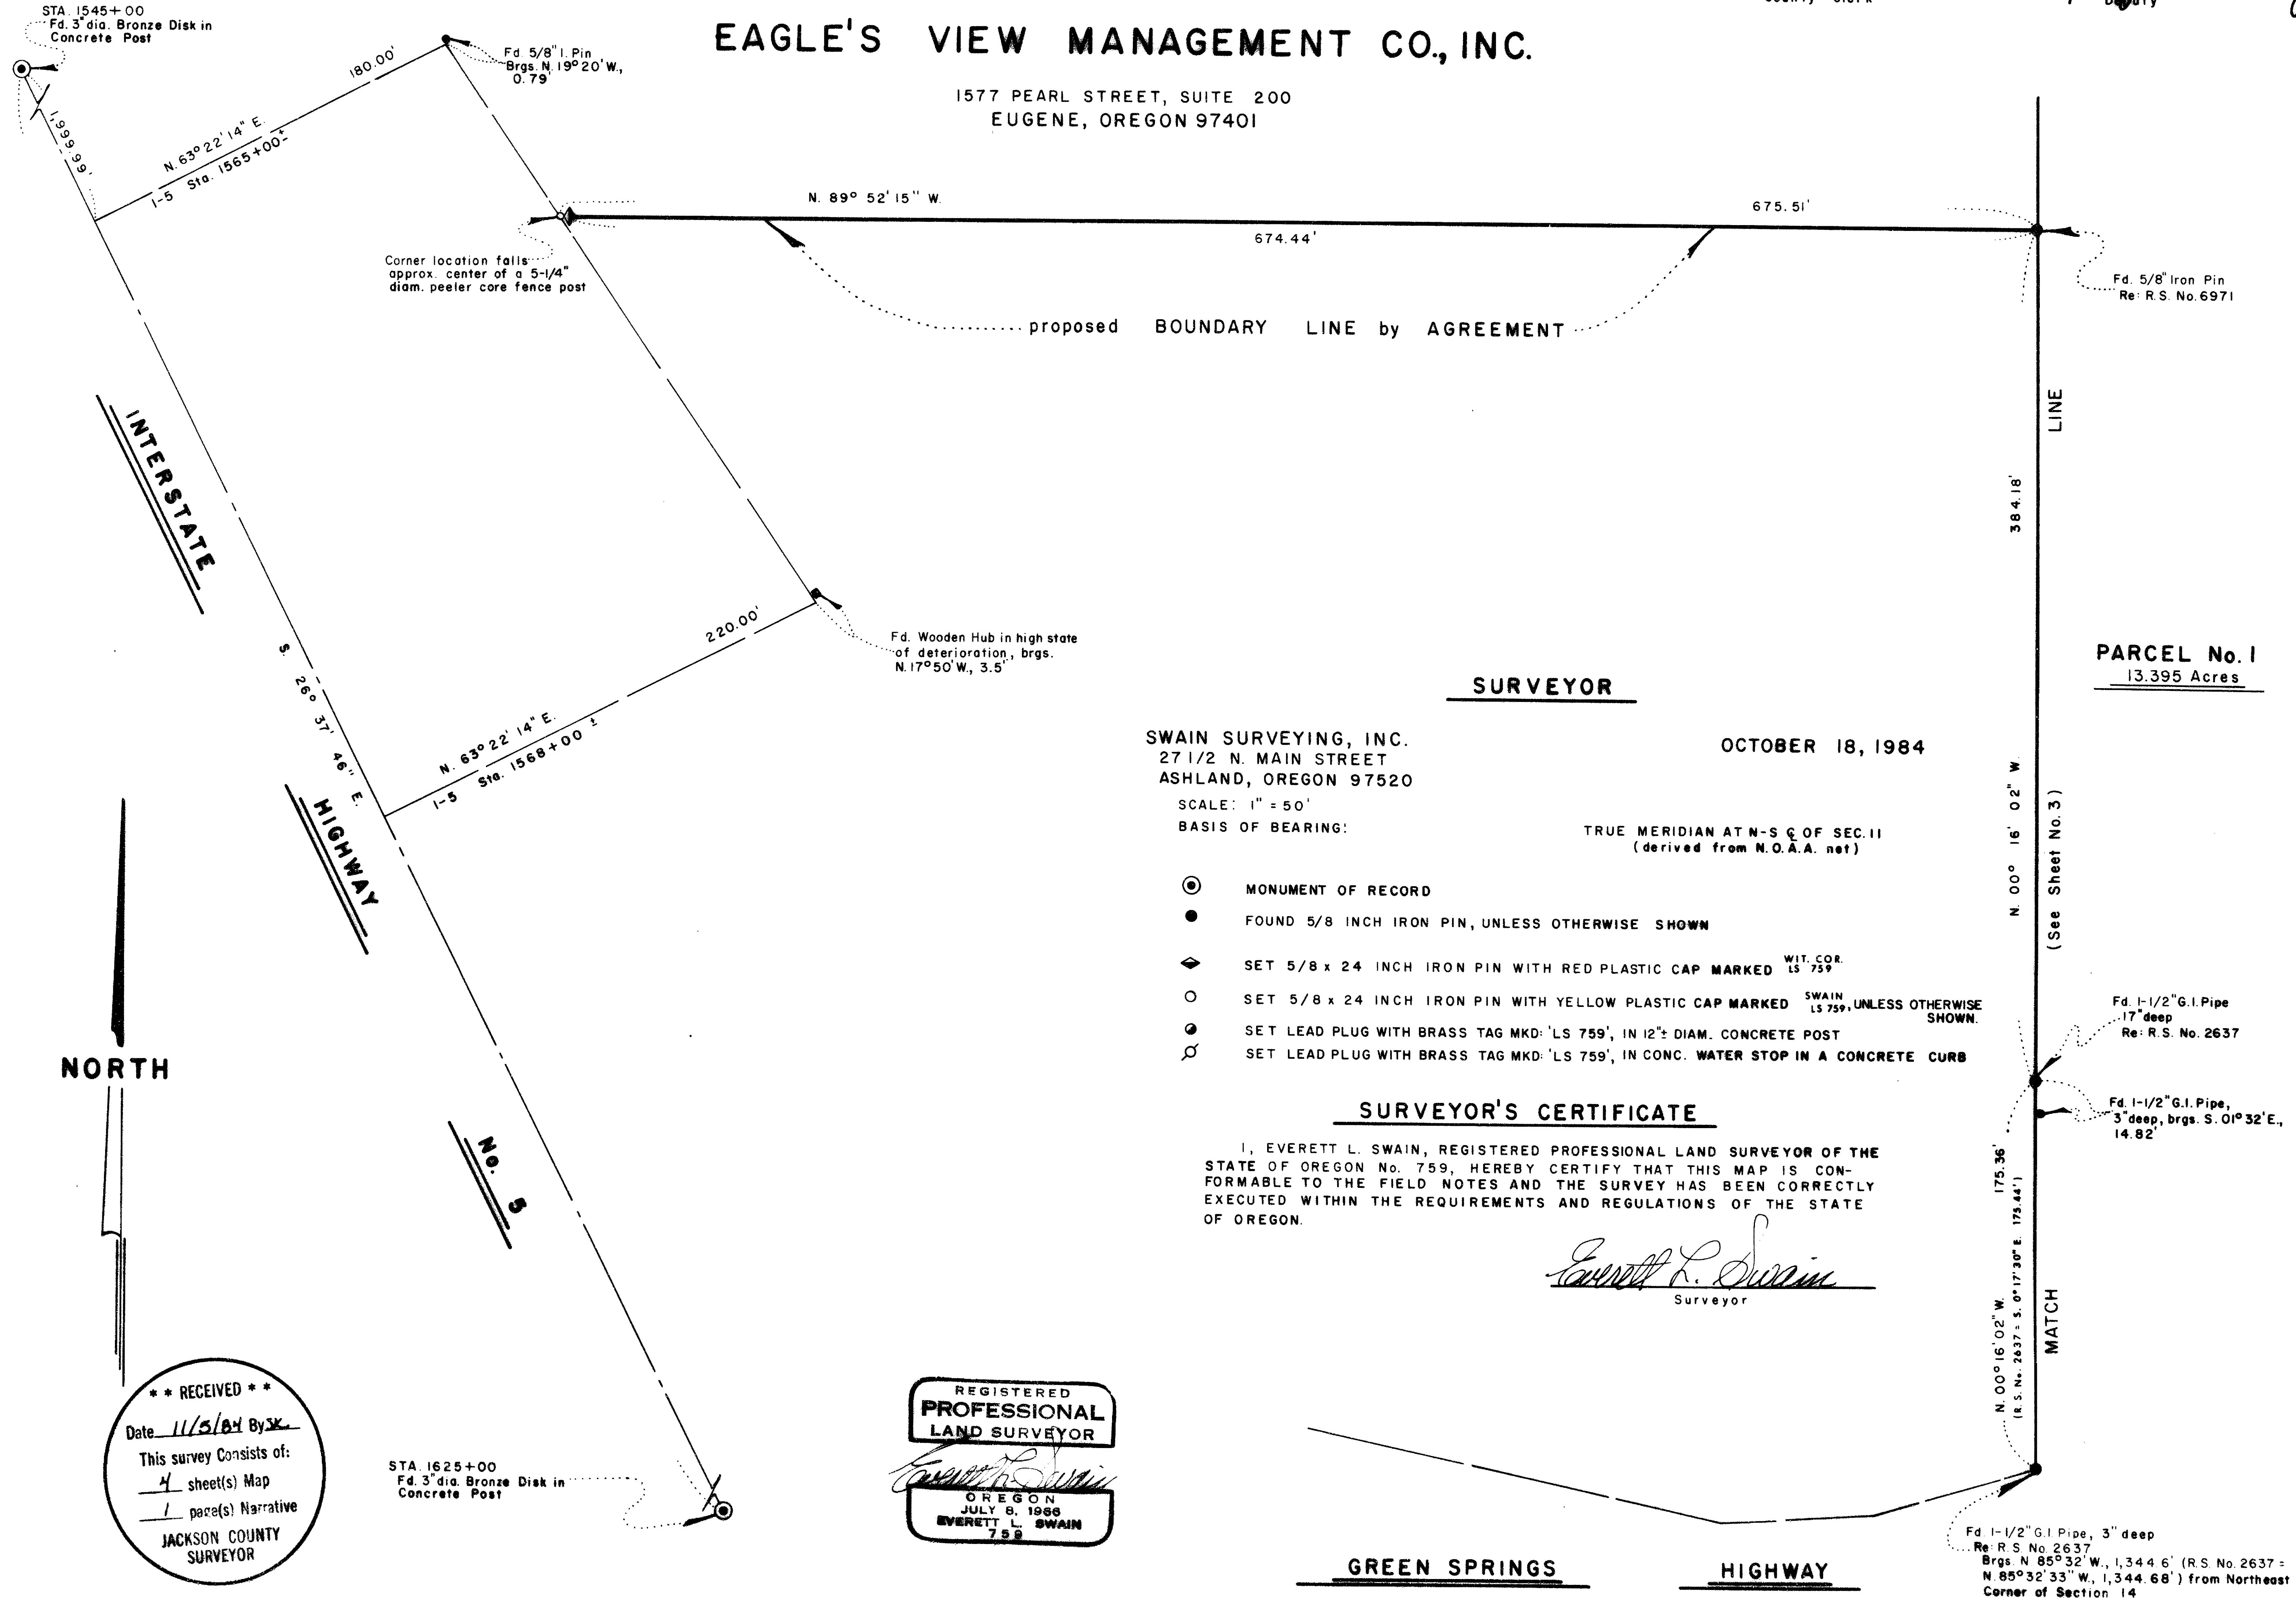 County Clerk
Deputy
STA. 1545+00
Fd. 3" dia. Bronze Disk in
Concrete Post
1,999.99'
180.00'
N. 63° 22' 14" E.
I-5 Sta. 1565+00±
Fd. 5/8" I. Pin
Brgs. N. 19° 20' W.,
0.79'
EAGLE'S VIEW MANAGEMENT CO., INC.
1577 PEARL STREET, SUITE 200
EUGENE, OREGON 97401
N. 89° 52' 15" W.
675.51'
674.44'
Corner location falls
approx. center of a 5-1/4"
diam. peeler core fence post
proposed BOUNDARY LINE by AGREEMENT
Fd. 5/8" Iron Pin
Re: R.S. No. 6971
INTERSTATE
HIGHWAY
No. 5
S. 26° 37' 46" E.
220.00'
N. 63° 22' 14" E.
I-5 Sta. 1568+00 ±
Fd. Wooden Hub in high state
of deterioration, brgs.
N. 17° 50' W., 3.5'
LINE
384.18'
N. 00° 16' 02" W.
(See Sheet No. 3)
PARCEL No. 1
13.395 Acres
SURVEYOR
SWAIN SURVEYING, INC.
27 1/2 N. MAIN STREET
ASHLAND, OREGON 97520
OCTOBER 18, 1984
SCALE: 1" = 50'
BASIS OF BEARING:
TRUE MERIDIAN AT N-S ℄ OF SEC. 11
(derived from N.O.A.A. net)
MONUMENT OF RECORD
FOUND 5/8 INCH IRON PIN, UNLESS OTHERWISE SHOWN
SET 5/8 x 24 INCH IRON PIN WITH RED PLASTIC CAP MARKED WIT. COR. LS 759
SET 5/8 x 24 INCH IRON PIN WITH YELLOW PLASTIC CAP MARKED SWAIN LS 759, UNLESS OTHERWISE
SHOWN.
SET LEAD PLUG WITH BRASS TAG MKD: 'LS 759', IN 12"± DIAM. CONCRETE POST
SET LEAD PLUG WITH BRASS TAG MKD: 'LS 759', IN CONC. WATER STOP IN A CONCRETE CURB
Fd. 1-1/2" G.I. Pipe
17" deep
Re: R.S. No. 2637
Fd. 1-1/2" G.I. Pipe,
3" deep, brgs. S. 01° 32' E.,
14.82'
NORTH
SURVEYOR'S CERTIFICATE
I, EVERETT L. SWAIN, REGISTERED PROFESSIONAL LAND SURVEYOR OF THE
STATE OF OREGON No. 759, HEREBY CERTIFY THAT THIS MAP IS CON-
FORMABLE TO THE FIELD NOTES AND THE SURVEY HAS BEEN CORRECTLY
EXECUTED WITHIN THE REQUIREMENTS AND REGULATIONS OF THE STATE
OF OREGON.
Everett L. Swain
Surveyor
N. 00° 16' 02" W. 175.36'
(R.S. No. 2637 = S. 0° 17' 30" E. 175.44')
MATCH
* * RECEIVED * *
Date 11/5/84 By SK.
This survey Consists of:
4 sheet(s) Map
1 page(s) Narrative
JACKSON COUNTY
SURVEYOR
STA. 1625+00
Fd. 3" dia. Bronze Disk in
Concrete Post
REGISTERED
PROFESSIONAL
LAND SURVEYOR
Everett L. Swain
OREGON
JULY 8, 1966
EVERETT L. SWAIN
759
GREEN SPRINGS HIGHWAY
Fd. 1-1/2" G.I. Pipe, 3" deep
Re: R.S. No. 2637
Brgs. N 85° 32' W., 1,344.6' (R.S. No. 2637 =
N. 85° 32' 33" W., 1,344.68') from Northeast
Corner of Section 14